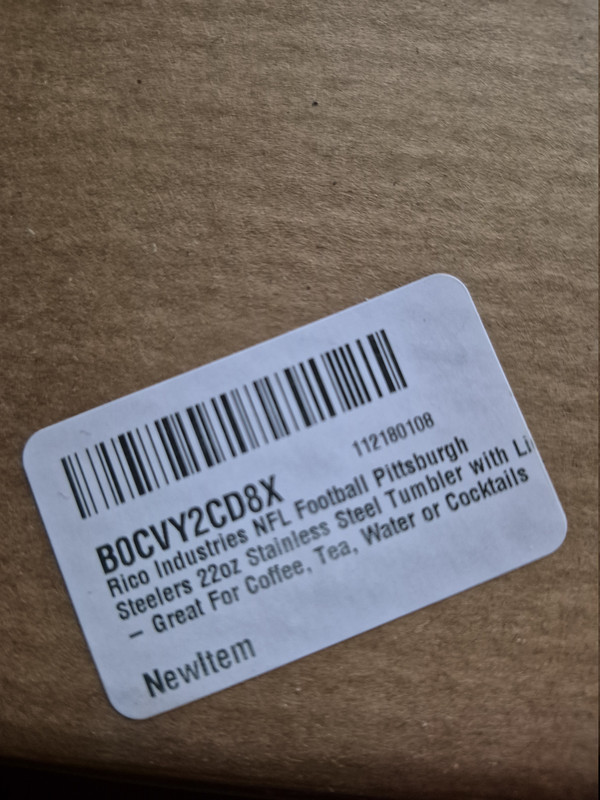 112180108
B0CVY2CD8X
Rico Industries NFL Football Pittsburgh
Steelers 22oz Stainless Steel Tumbler with Li
– Great For Coffee, Tea, Water or Cocktails
NewItem